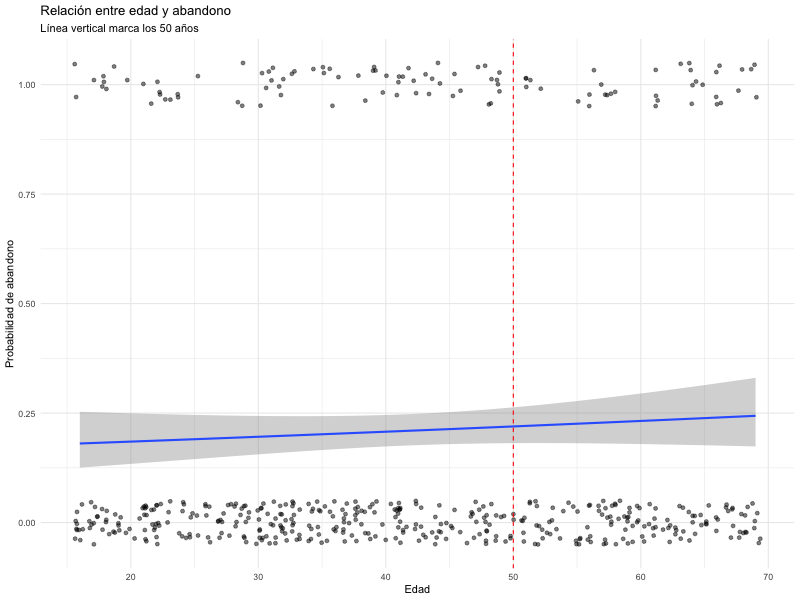 Relación entre edad y abandono
Línea vertical marca los 50 años
Probabilidad de abandono
1.00
0.75
0.50
0.25
0.00
20
30
40
50
60
70
Edad